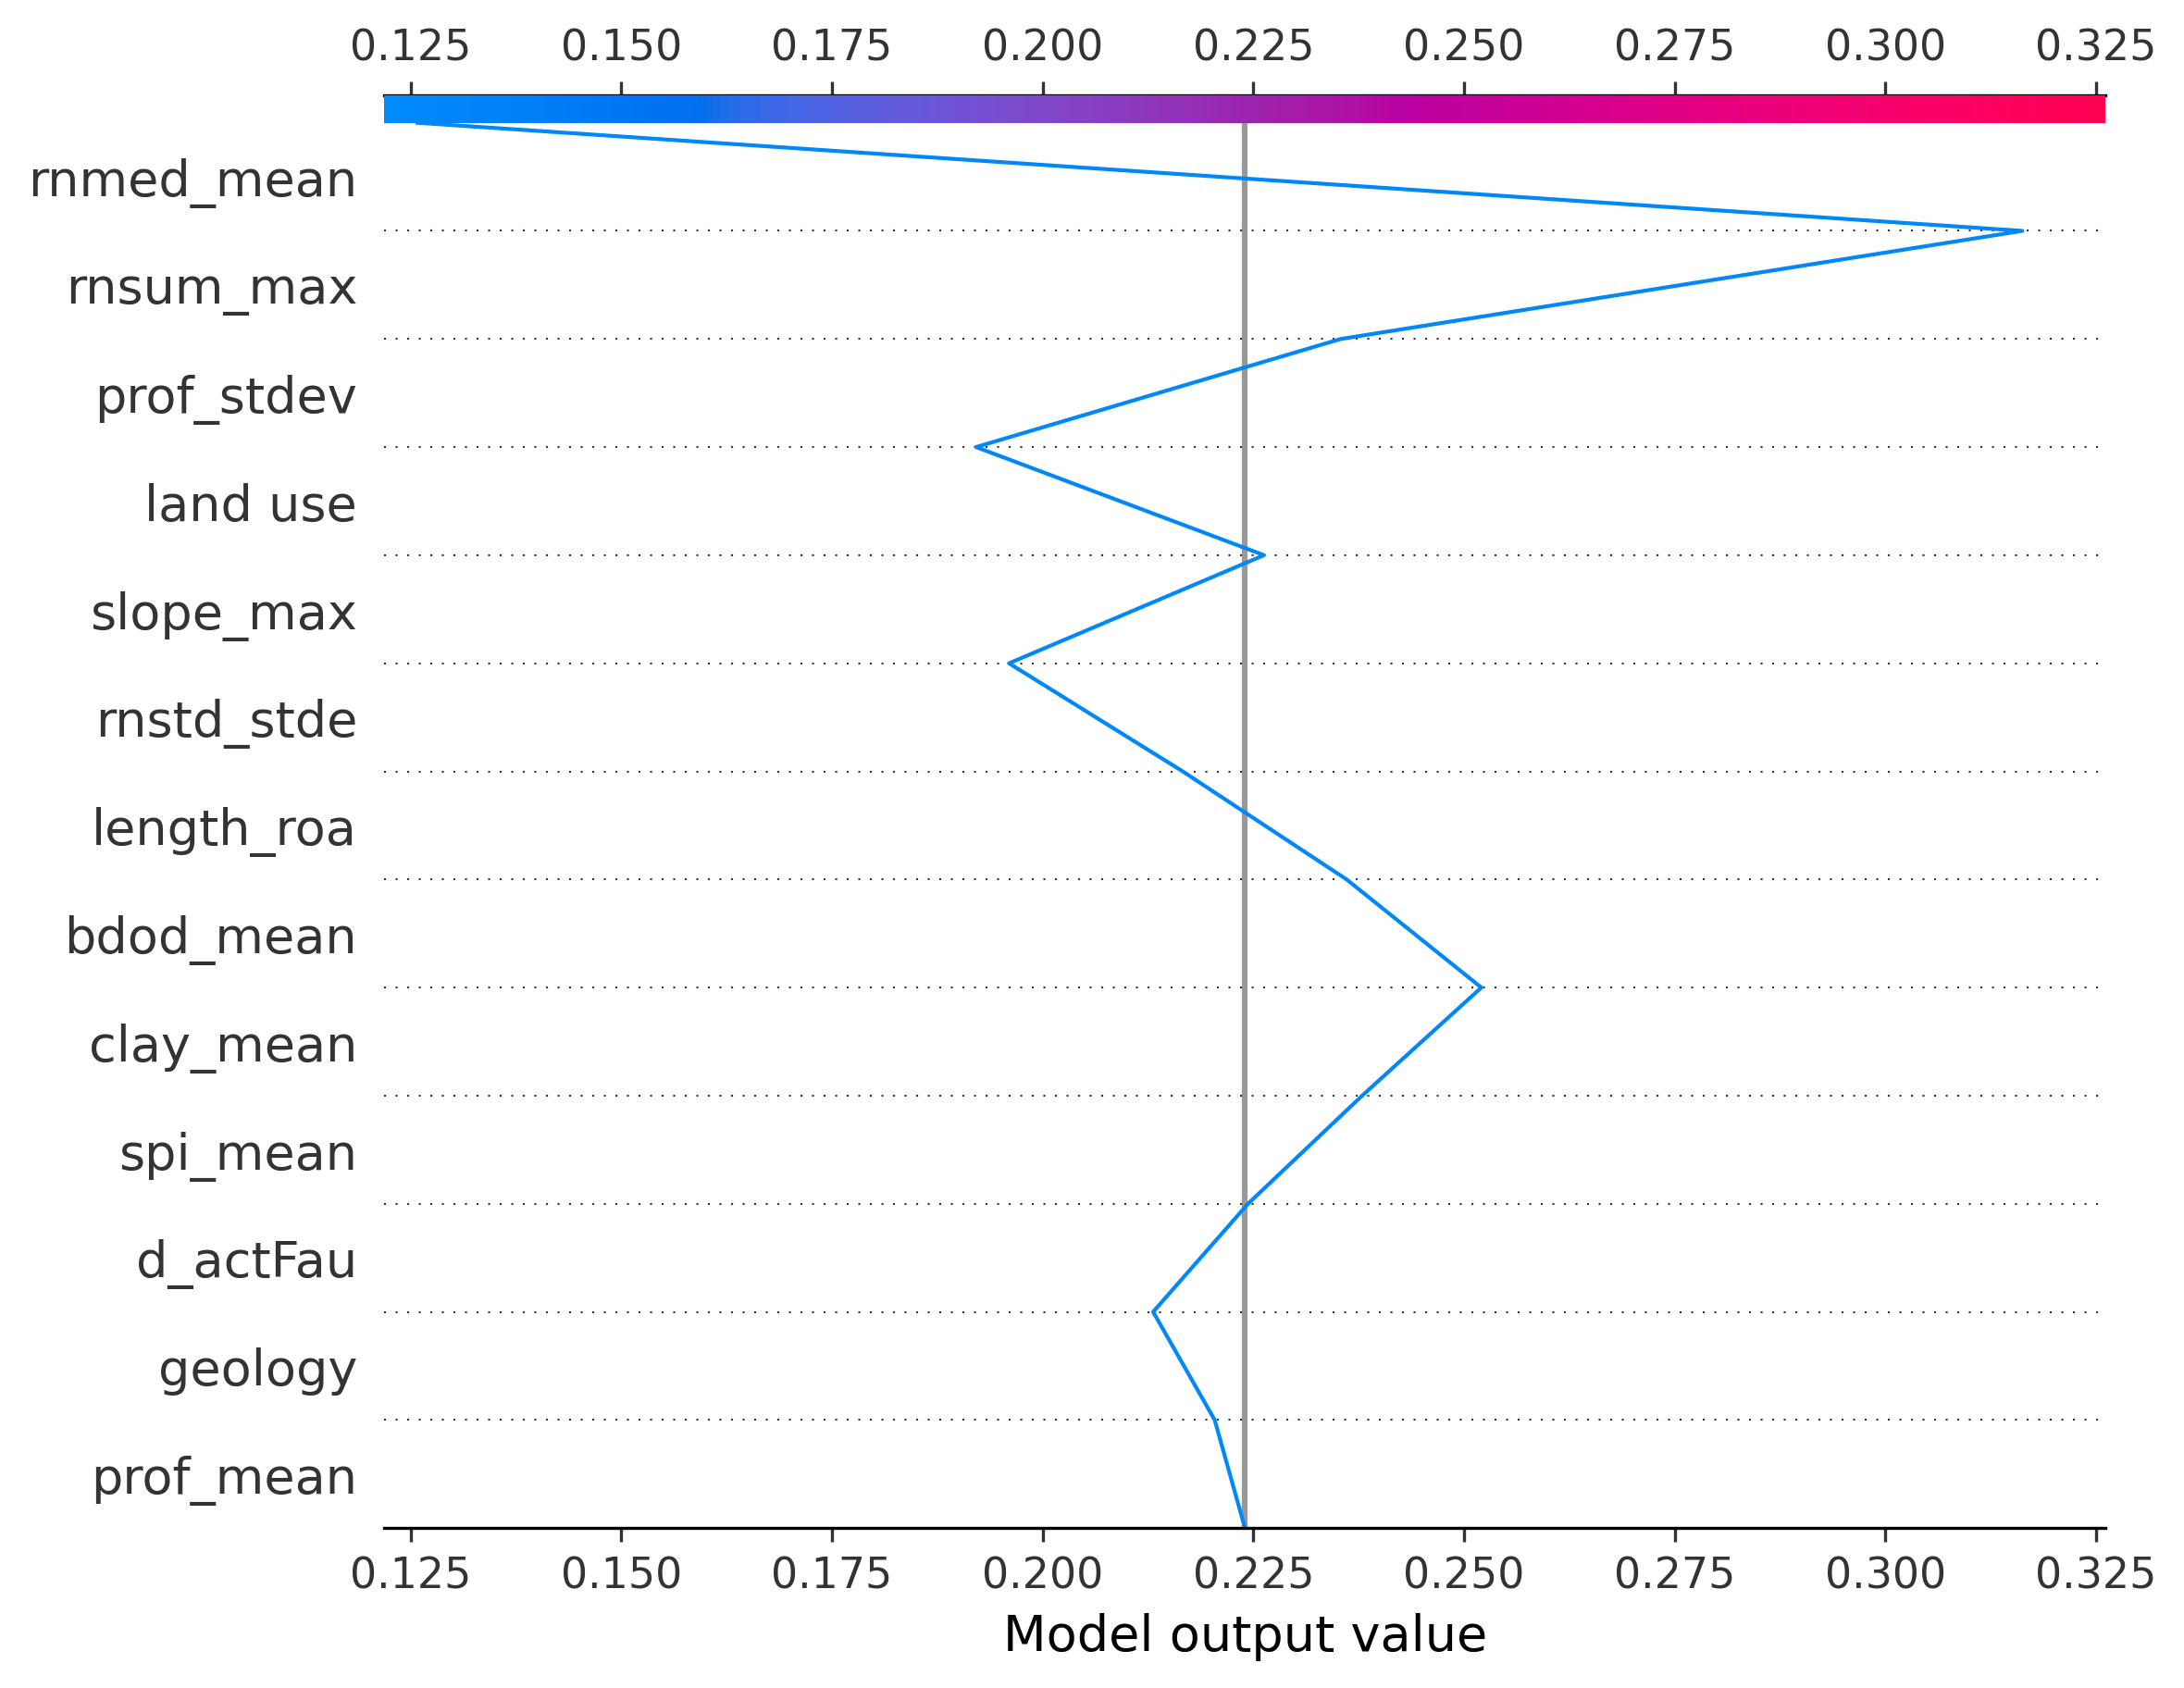 0.125 0.150 0.175 0.200 0.225 0.250 0.275 0.300 0.325
rnmed_mean
rnsum_max
prof_stdev
land use
slope_max
rnstd_stde
length_roa
bdod_mean
clay_mean
spi_mean
d_actFau
geology
prof_mean
0.125 0.150 0.175 0.200 0.225 0.250 0.275 0.300 0.325
Model output value